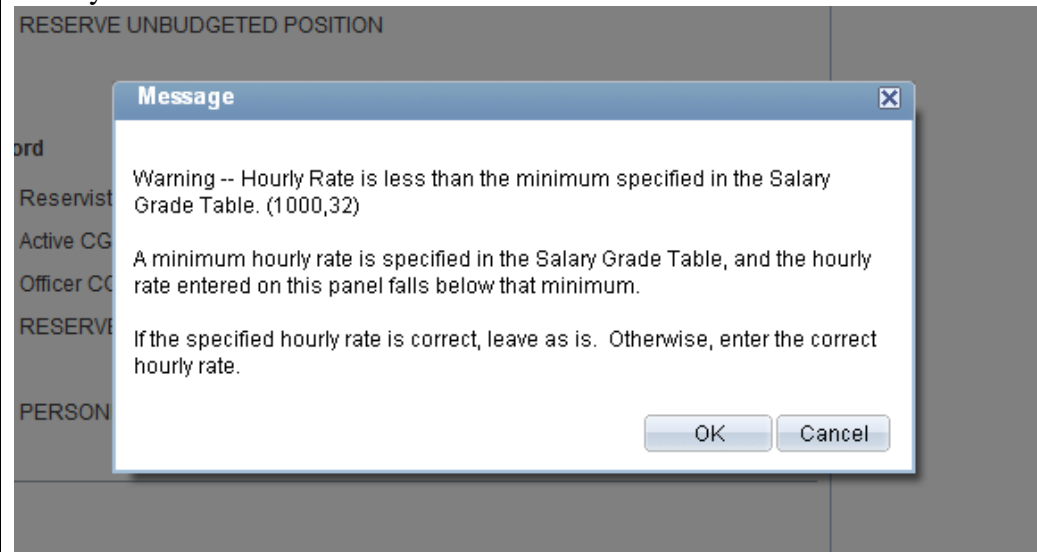 RESERVE UNBUDGETED POSITION
Message
ord
Warning -- Hourly Rate is less than the minimum specified in the Salary
Grade Table. (1000,32)
Reservist
Active CG
A minimum hourly rate is specified in the Salary Grade Table, and the hourly
rate entered on this panel falls below that minimum.
Officer CG
RESERVE
If the specified hourly rate is correct, leave as is.  Otherwise, enter the correct
hourly rate.
PERSON
OK Cancel